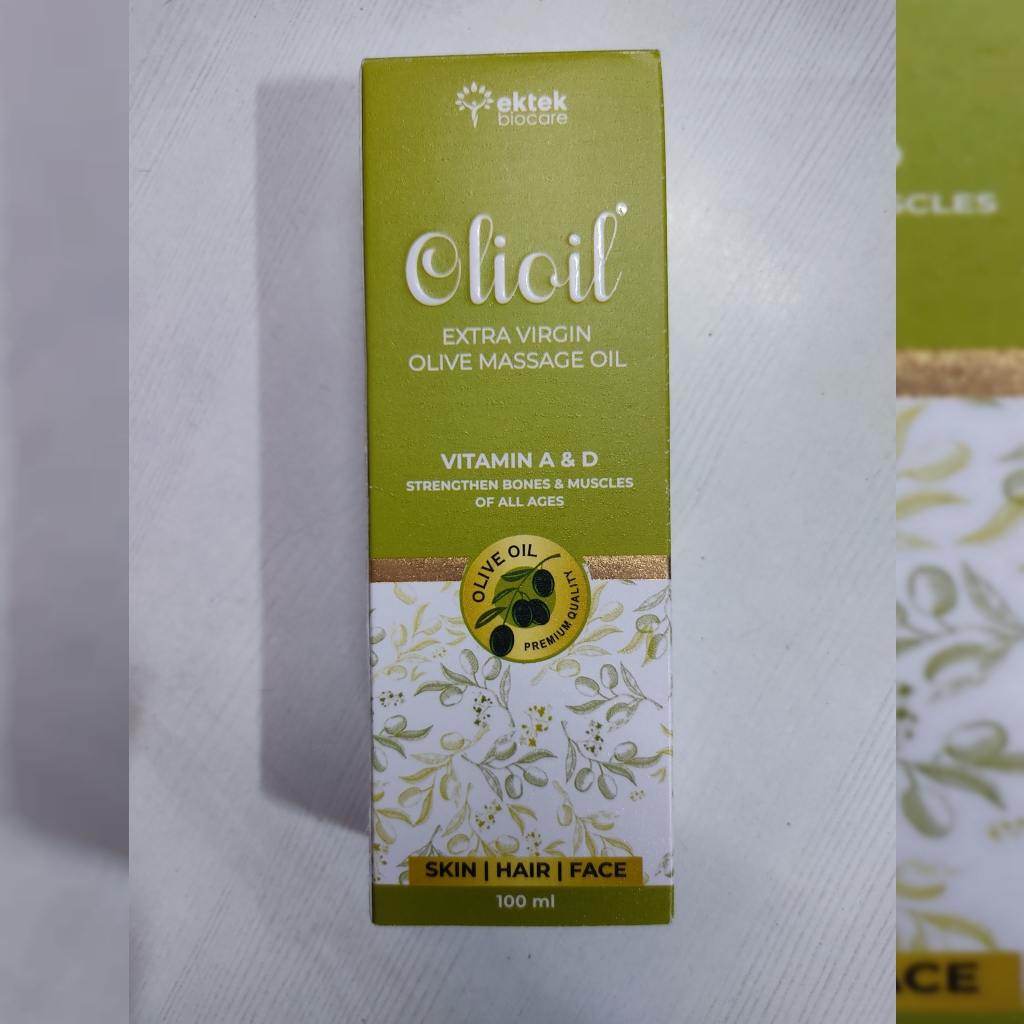 ektek
biocare
Olioil
EXTRA VIRGIN
OLIVE MASSAGE OIL
VITAMIN A & D
STRENGTHEN BONES & MUSCLES
OF ALL AGES
OLIVE OIL
PREMIUM QUALITY
SKIN | HAIR | FACE
100 ml